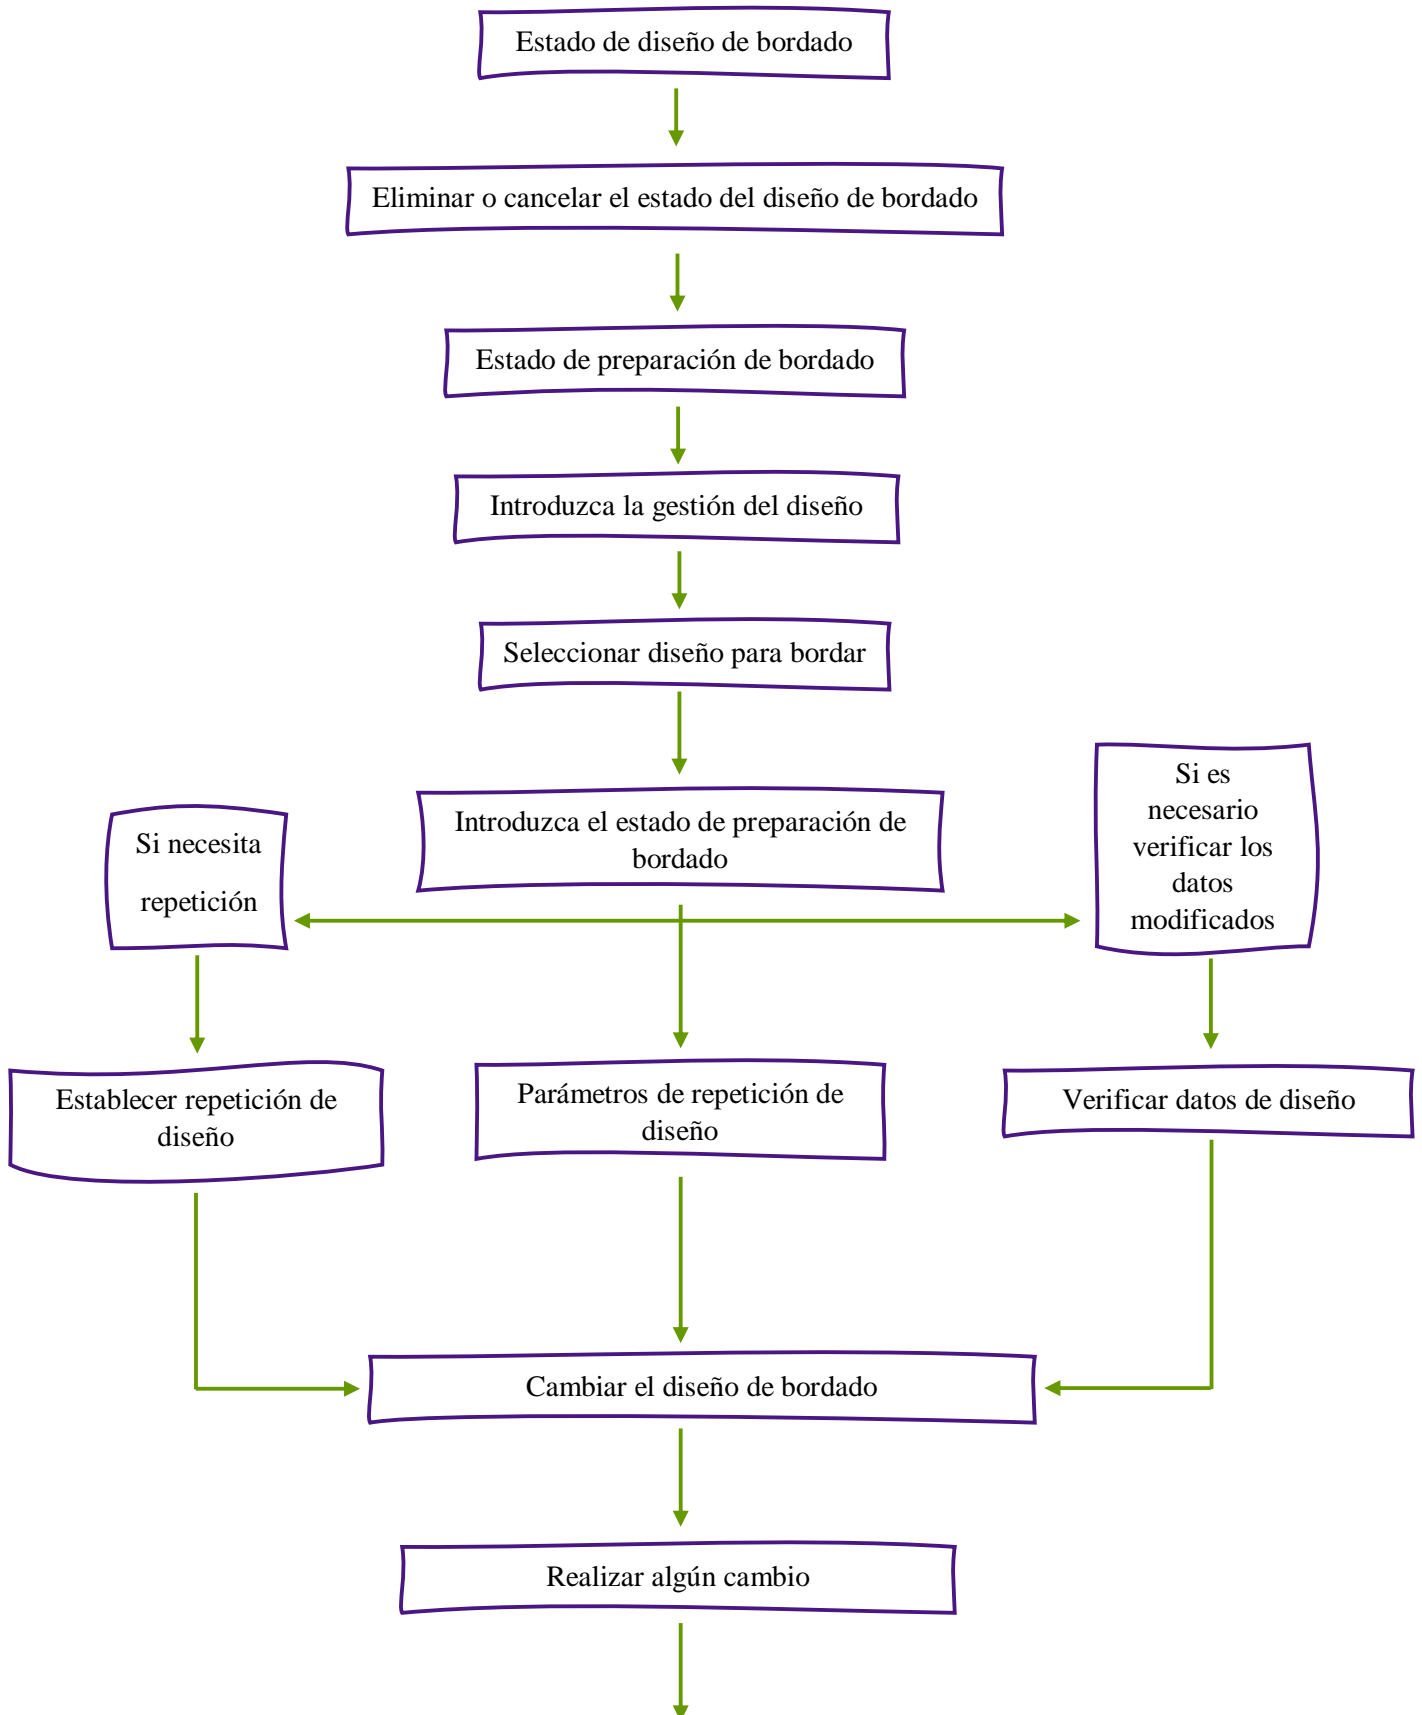 Estado de diseño de bordado
Eliminar o cancelar el estado del diseño de bordado
Estado de preparación de bordado
Introduzca la gestión del diseño
Seleccionar diseño para bordar
Introduzca el estado de preparación de
bordado
Si necesita
repetición
Si es
necesario
verificar los
datos
modificados
Establecer repetición de
diseño
Parámetros de repetición de
diseño
Verificar datos de diseño
Cambiar el diseño de bordado
Realizar algún cambio